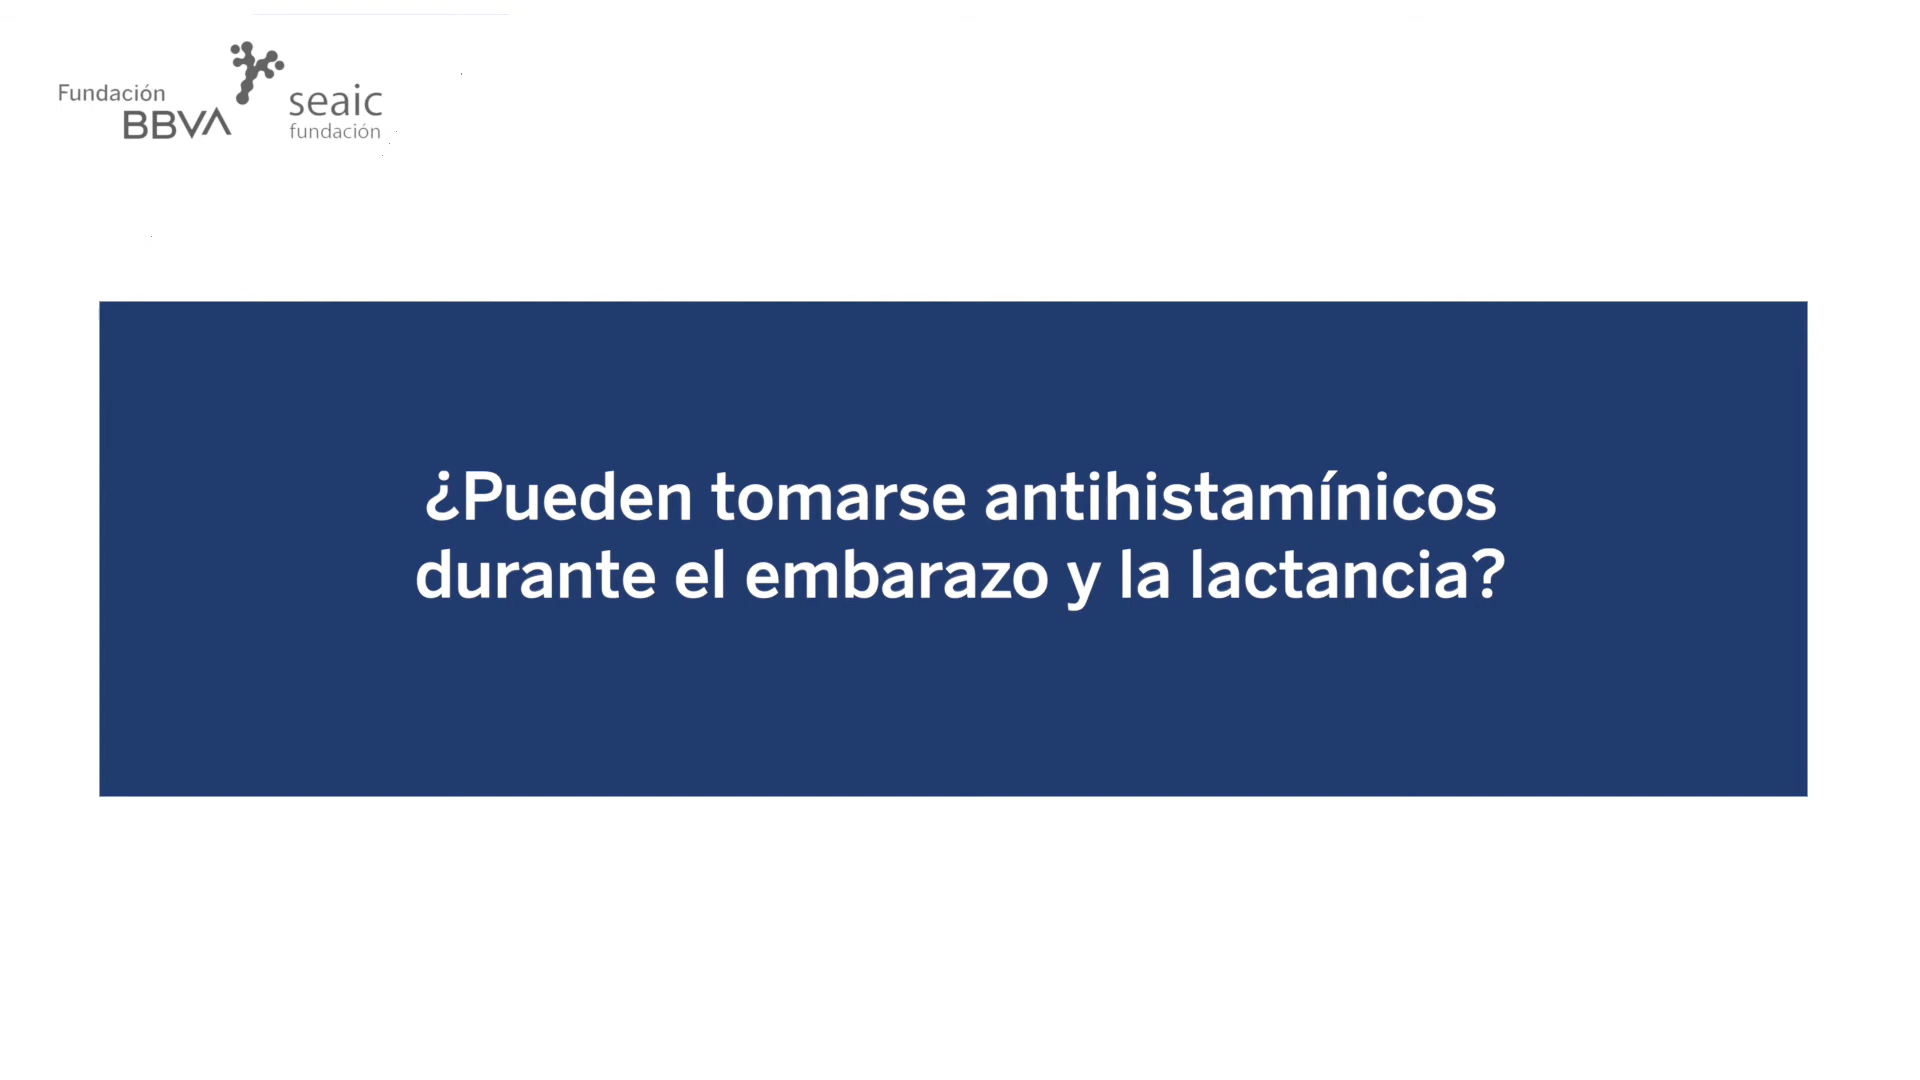 Fundación
BBVA
seaic
fundación
¿Pueden tomarse antihistamínicos
durante el embarazo y la lactancia?